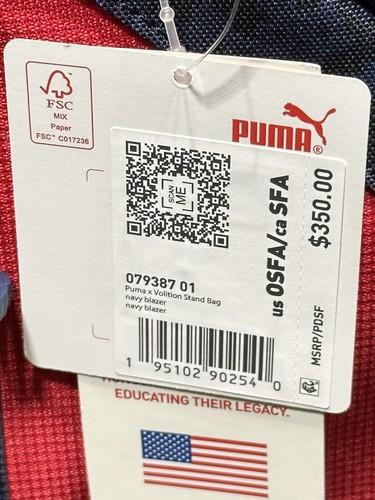 FSC
MIX
Paper
FSC™ C017236
PUMA®
SCAN
ME
us OSFA/ca SFA
$350.00
MSRP/PDSF
079387 01
Puma x Volition Stand Bag
navy blazer
navy blazer
1 95102 90254 0
EDUCATING THEIR LEGACY.